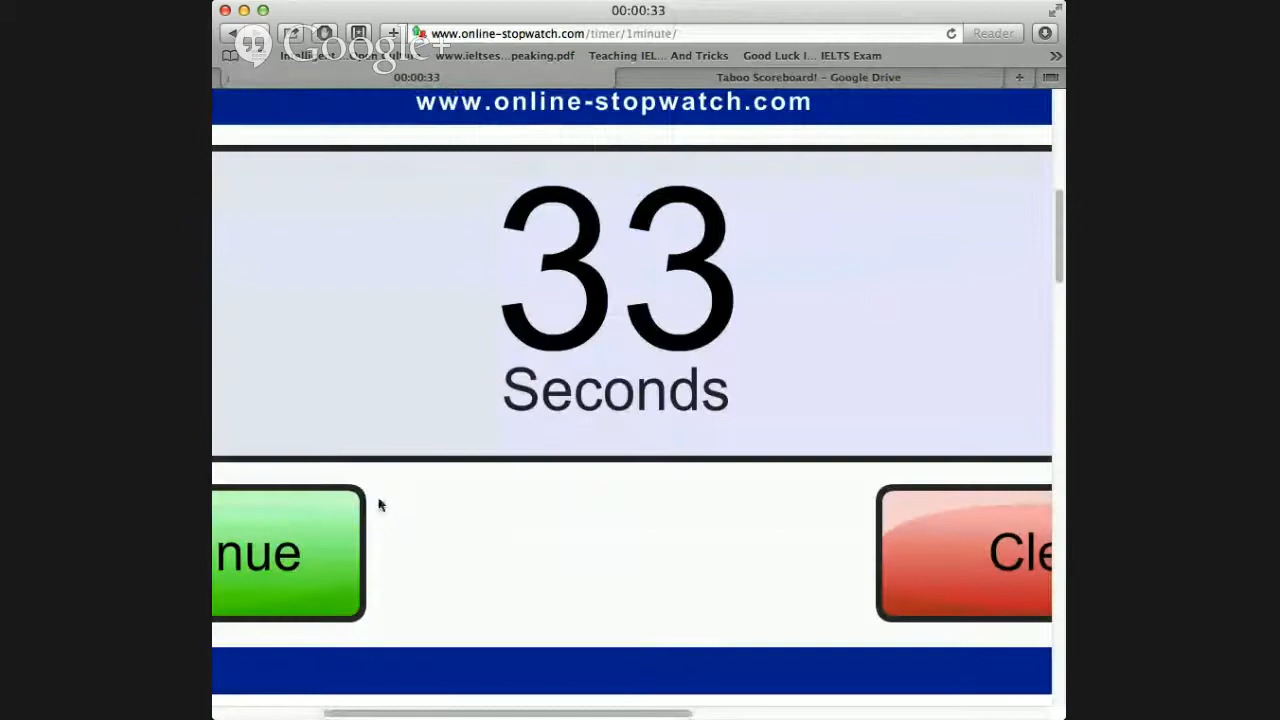 00:00:33
www.online-stopwatch.com/timer/1minute/
Reader
Google+
www.ieltses...peaking.pdf
Teaching IEL... And Tricks
Good Luck I... IELTS Exam
00:00:33
Taboo Scoreboard! – Google Drive
www.online-stopwatch.com
33
Seconds
nue
Cle